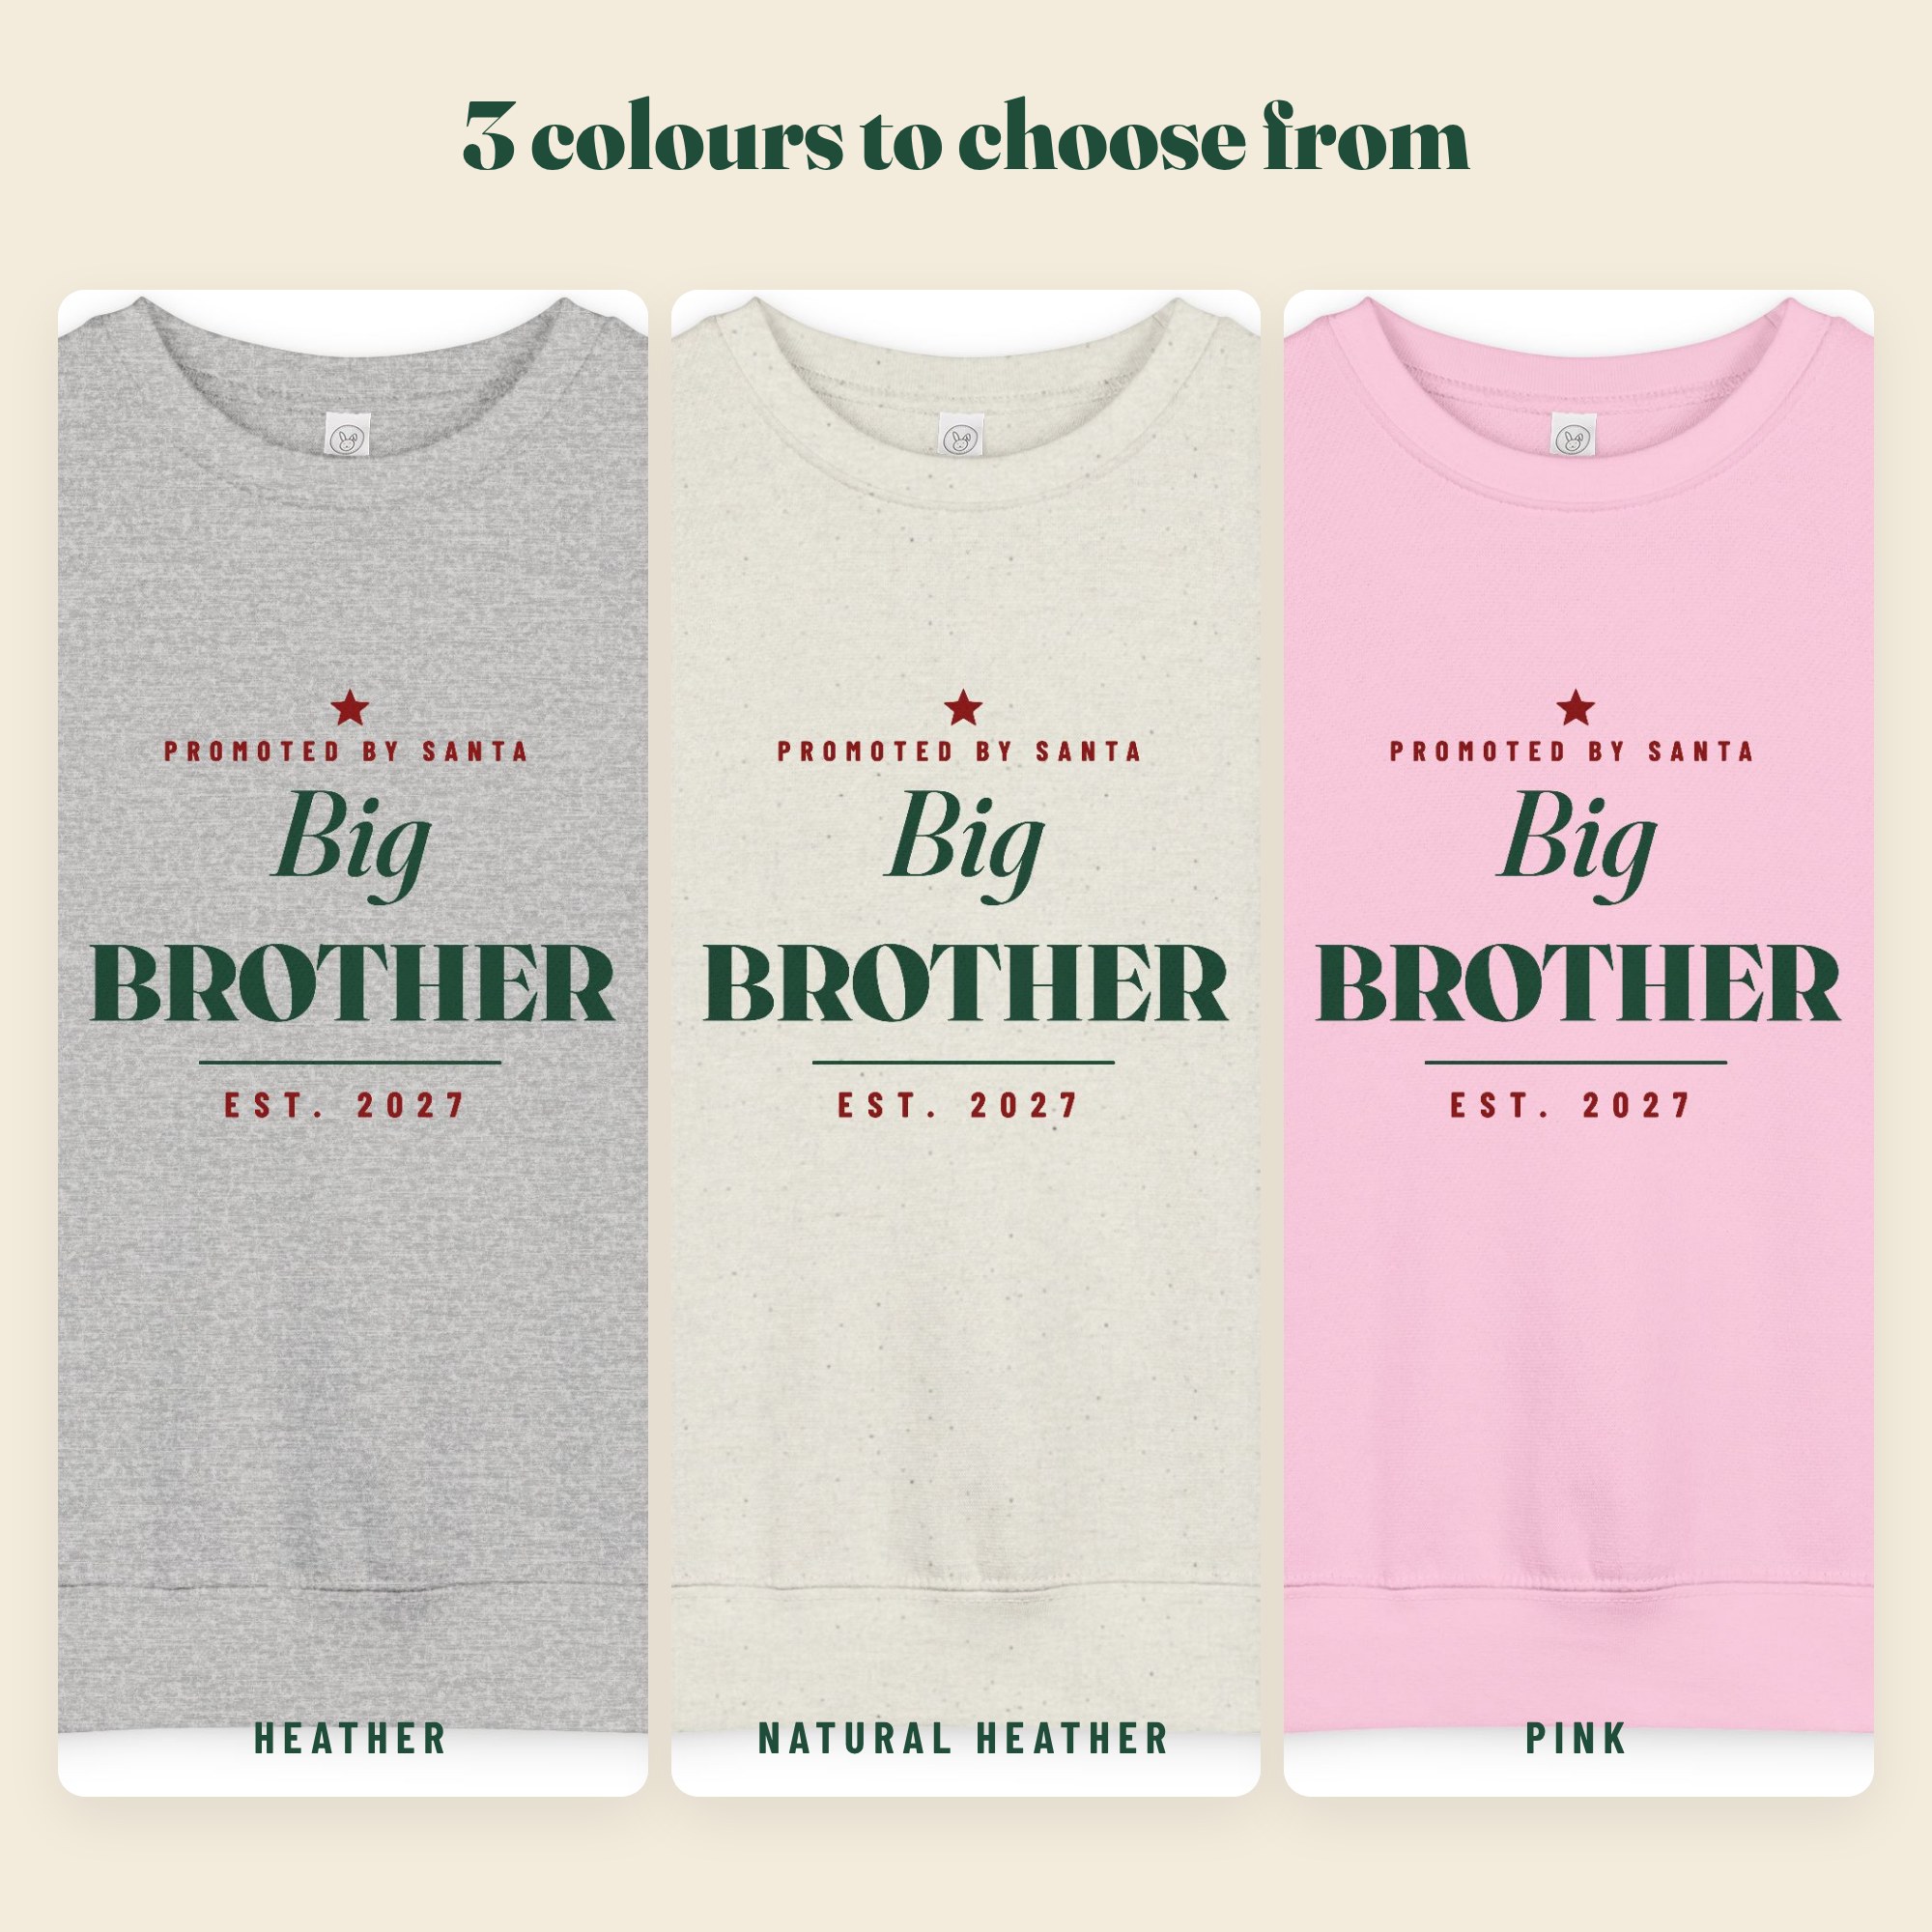 3 colours to choose from
PROMOTED BY SANTA
Big
BROTHER
EST. 2027
HEATHER
PROMOTED BY SANTA
Big
BROTHER
EST. 2027
NATURAL HEATHER
PROMOTED BY SANTA
Big
BROTHER
EST. 2027
PINK